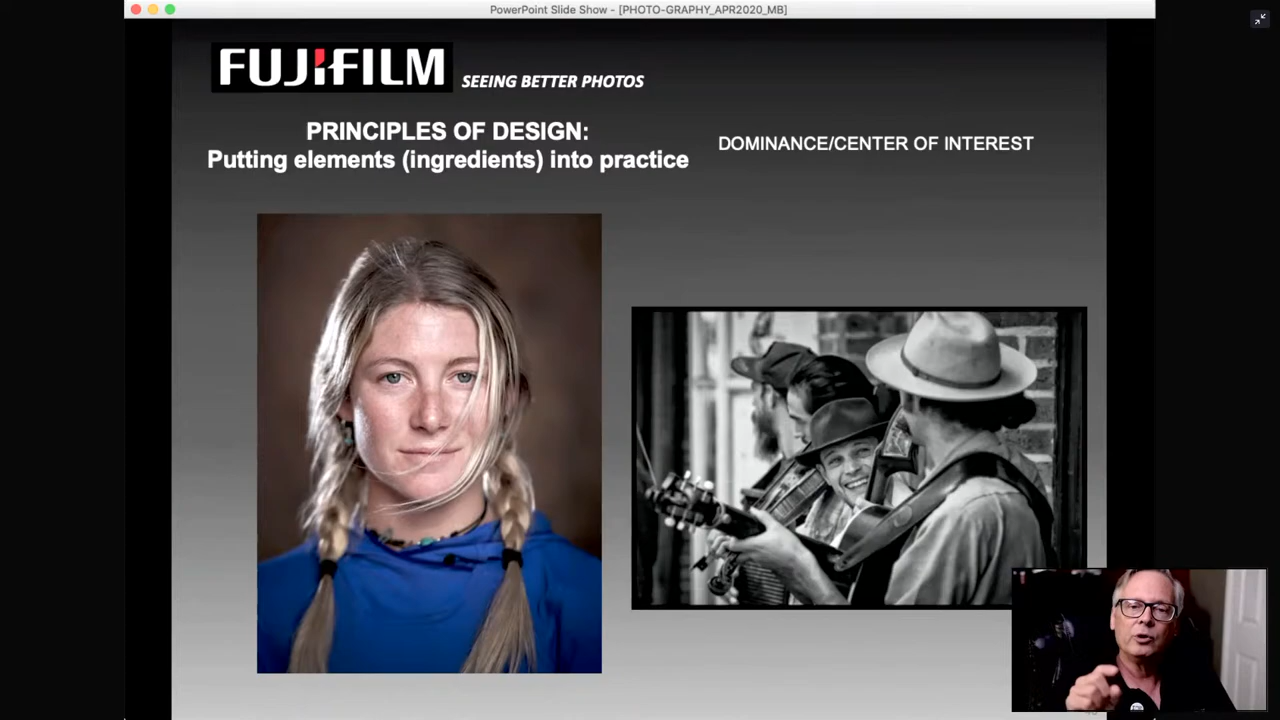 PowerPoint Slide Show - [PHOTO-GRAPHY_APR2020_MB]
FUJIFILM SEEING BETTER PHOTOS
PRINCIPLES OF DESIGN:
Putting elements (ingredients) into practice
DOMINANCE/CENTER OF INTEREST